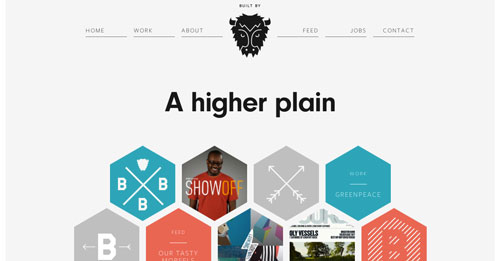 BUILT BY
HOME
WORK
ABOUT
FEED
JOBS
CONTACT
A higher plain
B B
B
SHOWOFF
WORK
GREENPEACE
B
FEED
OUR TASTY
MORSELS
OLY VESSELS
B